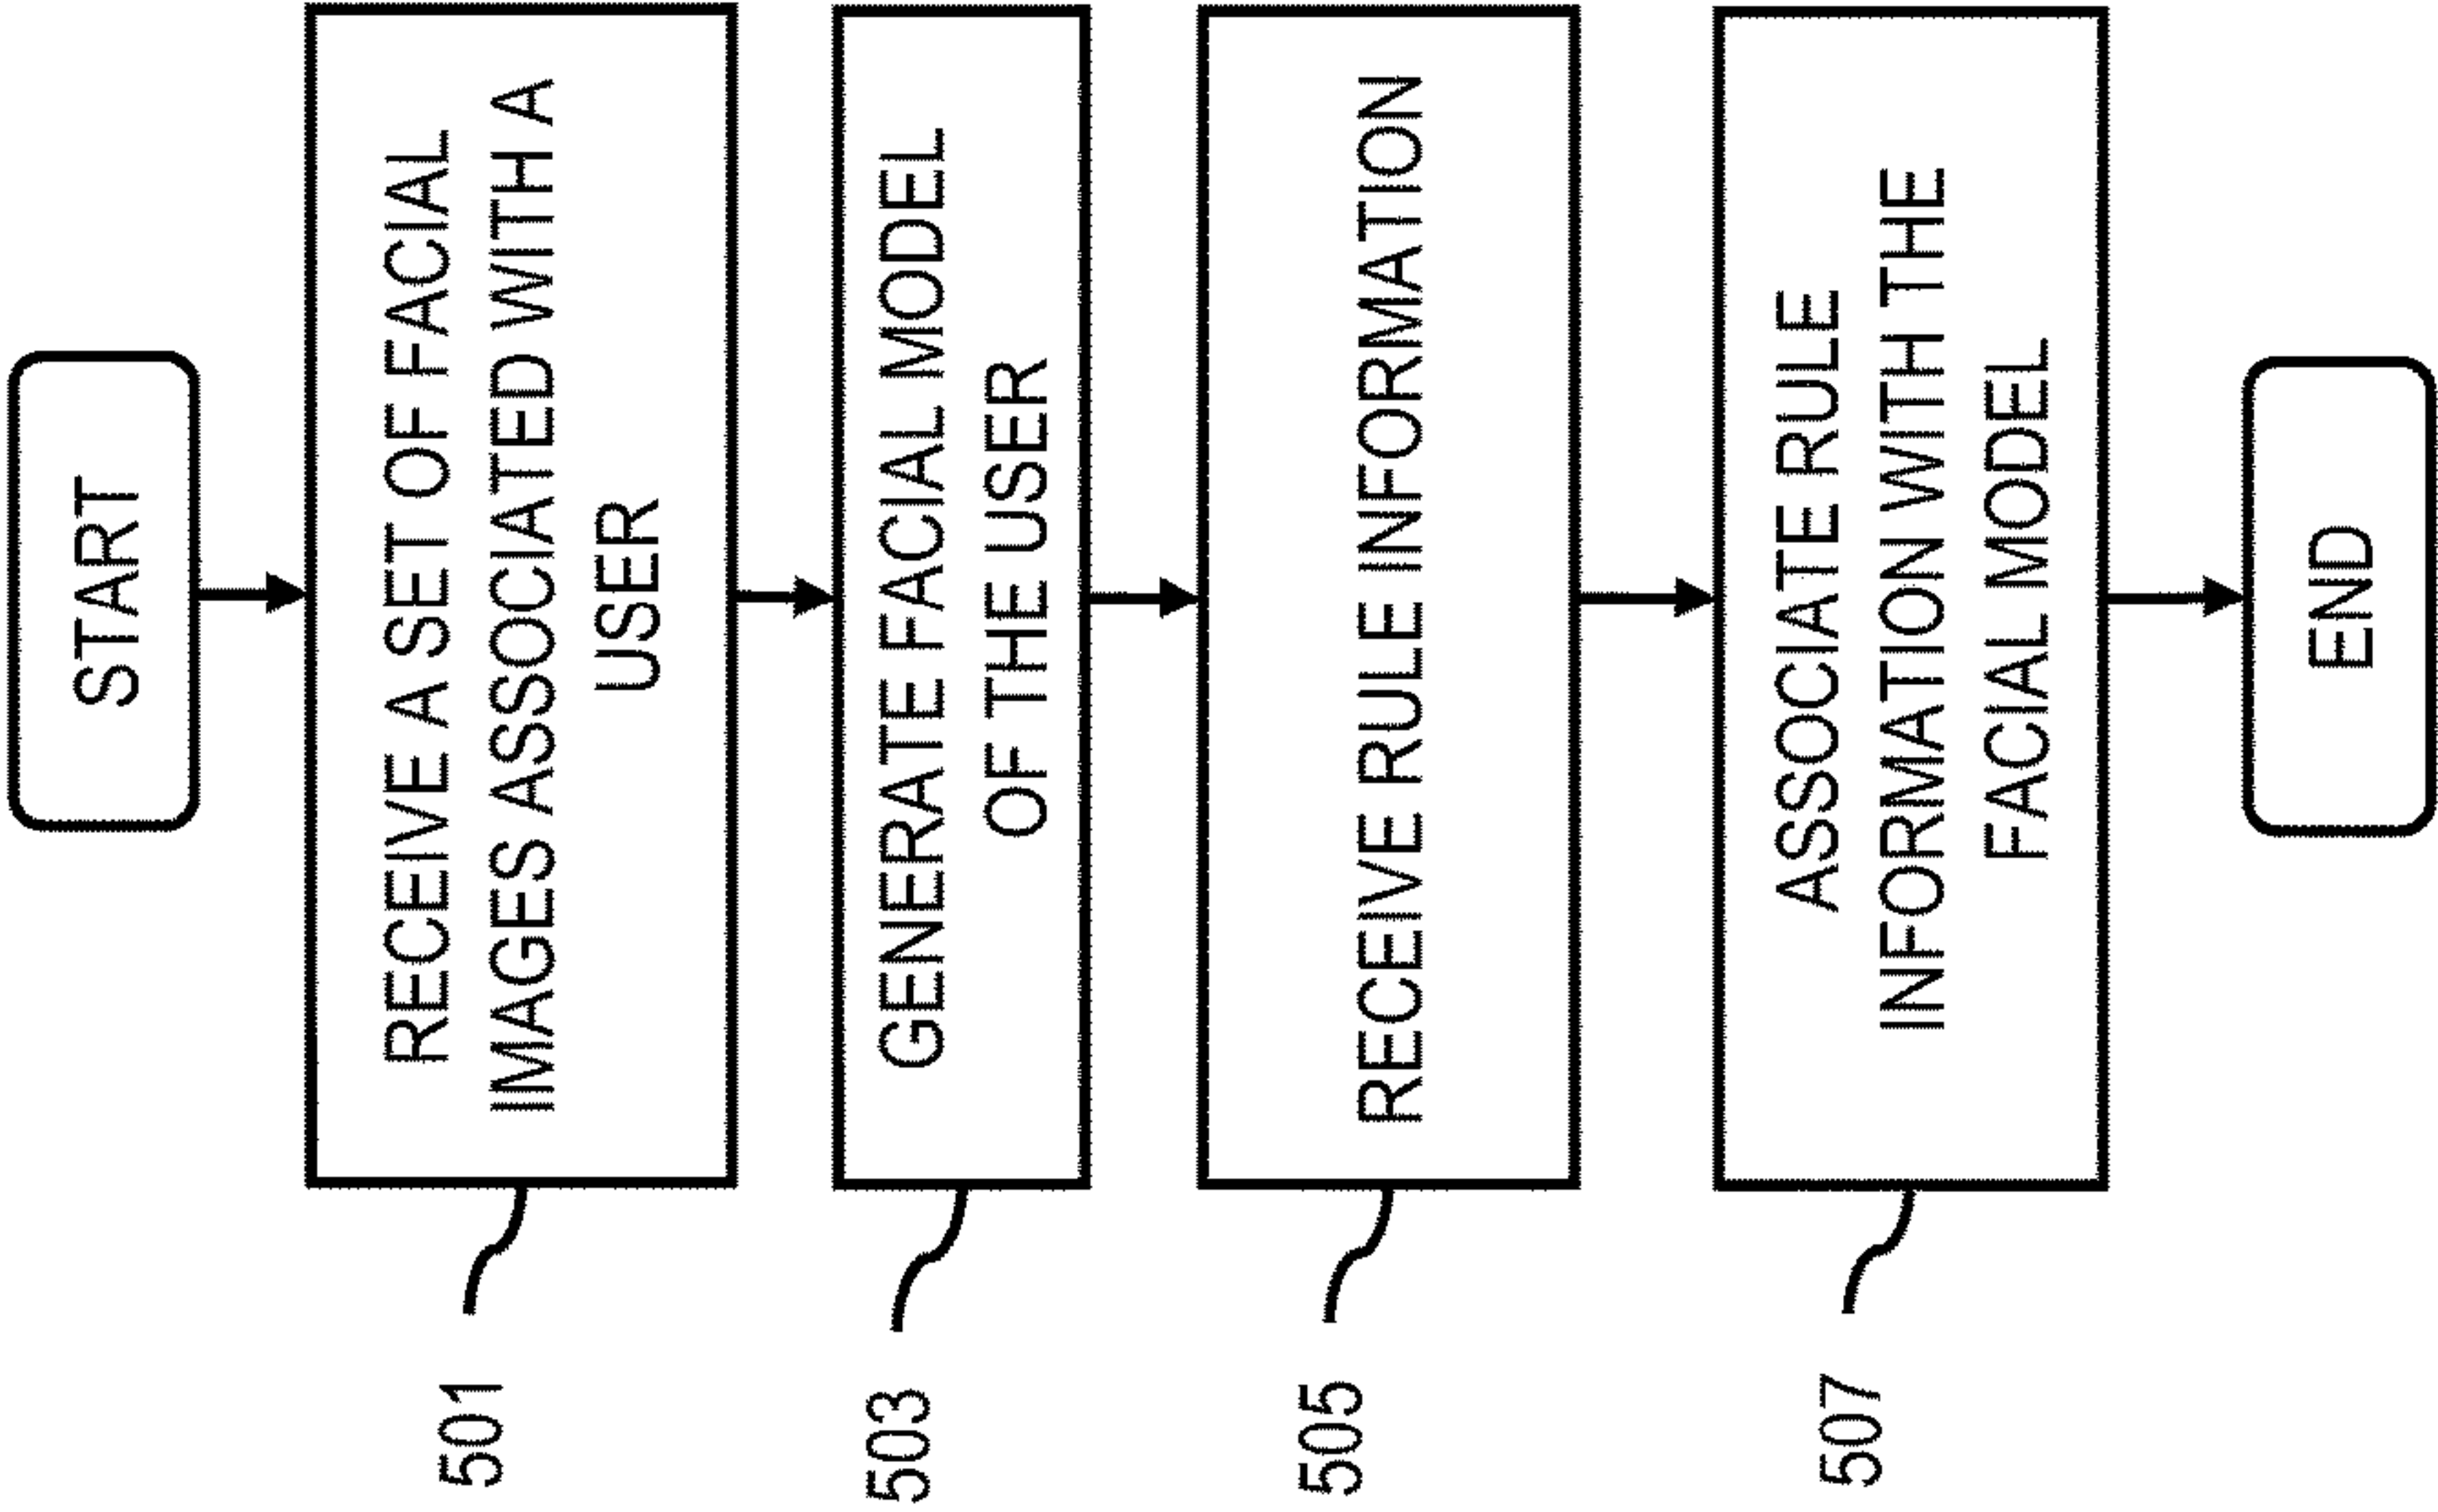 START
RECEIVE A SET OF FACIAL
IMAGES ASSOCIATED WITH A
USER
501
GENERATE FACIAL MODEL
OF THE USER
503
RECEIVE RULE INFORMATION
505
ASSOCIATE RULE
INFORMATION WITH THE
FACIAL MODEL
507
END